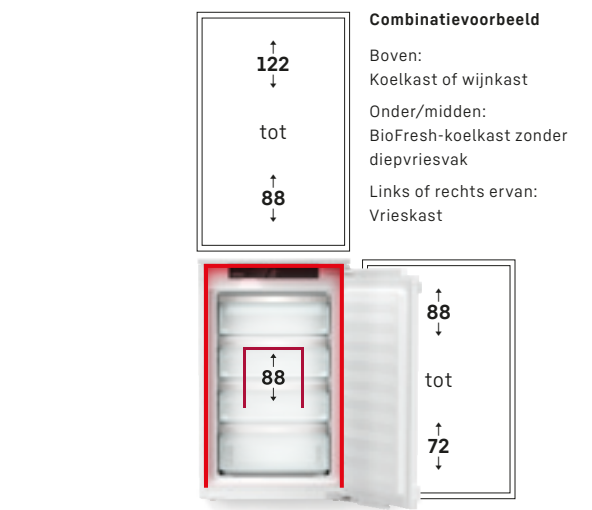 122
tot
88
Combinatievoorbeeld
Boven:
Koelkast of wijnkast
Onder/midden:
BioFresh-koelkast zonder
diepvriesvak
Links of rechts ervan:
Vrieskast
88
88
tot
72